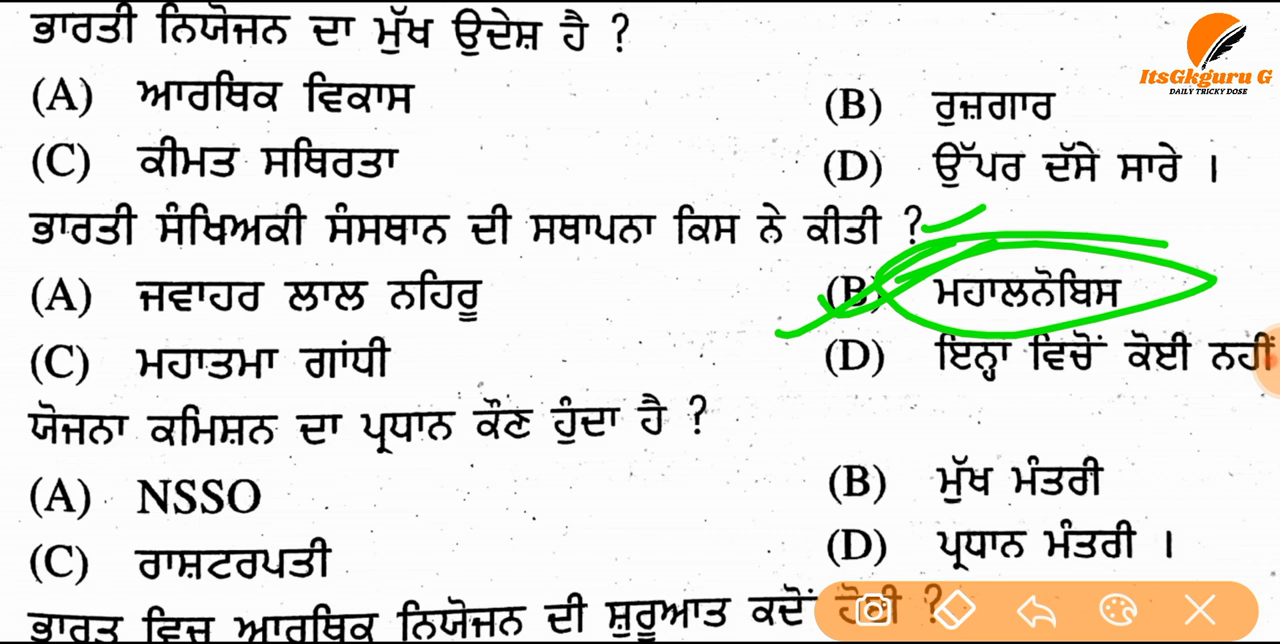 ਭਾਰਤੀ ਨਿਯੋਜਨ ਦਾ ਮੁੱਖ ਉਦੇਸ਼ ਹੈ ?
ItsGkguru G
DAILY TRICKY DOSE
(A) ਆਰਥਿਕ ਵਿਕਾਸ (B) ਰੁਜ਼ਗਾਰ
(C) ਕੀਮਤ ਸਥਿਰਤਾ (D) ਉੱਪਰ ਦੱਸੇ ਸਾਰੇ ।
ਭਾਰਤੀ ਸੰਖਿਅਕੀ ਸੰਸਥਾਨ ਦੀ ਸਥਾਪਨਾ ਕਿਸ ਨੇ ਕੀਤੀ ?
(A) ਜਵਾਹਰ ਲਾਲ ਨਹਿਰੂ (B) ਮਹਾਲਨੋਬਿਸ
(C) ਮਹਾਤਮਾ ਗਾਂਧੀ (D) ਇਨ੍ਹਾ ਵਿਚੋਂ ਕੋਈ ਨਹੀਂ
ਯੋਜਨਾ ਕਮਿਸ਼ਨ ਦਾ ਪ੍ਰਧਾਨ ਕੌਣ ਹੁੰਦਾ ਹੈ ?
(A) NSSO (B) ਮੁੱਖ ਮੰਤਰੀ
(C) ਰਾਸ਼ਟਰਪਤੀ (D) ਪ੍ਰਧਾਨ ਮੰਤਰੀ ।
ਭਾਰਤ ਵਿਚ ਆਰਥਿਕ ਨਿਯੋਜਨ ਦੀ ਸ਼ੁਰੂਆਤ ਕਦੋਂ ?